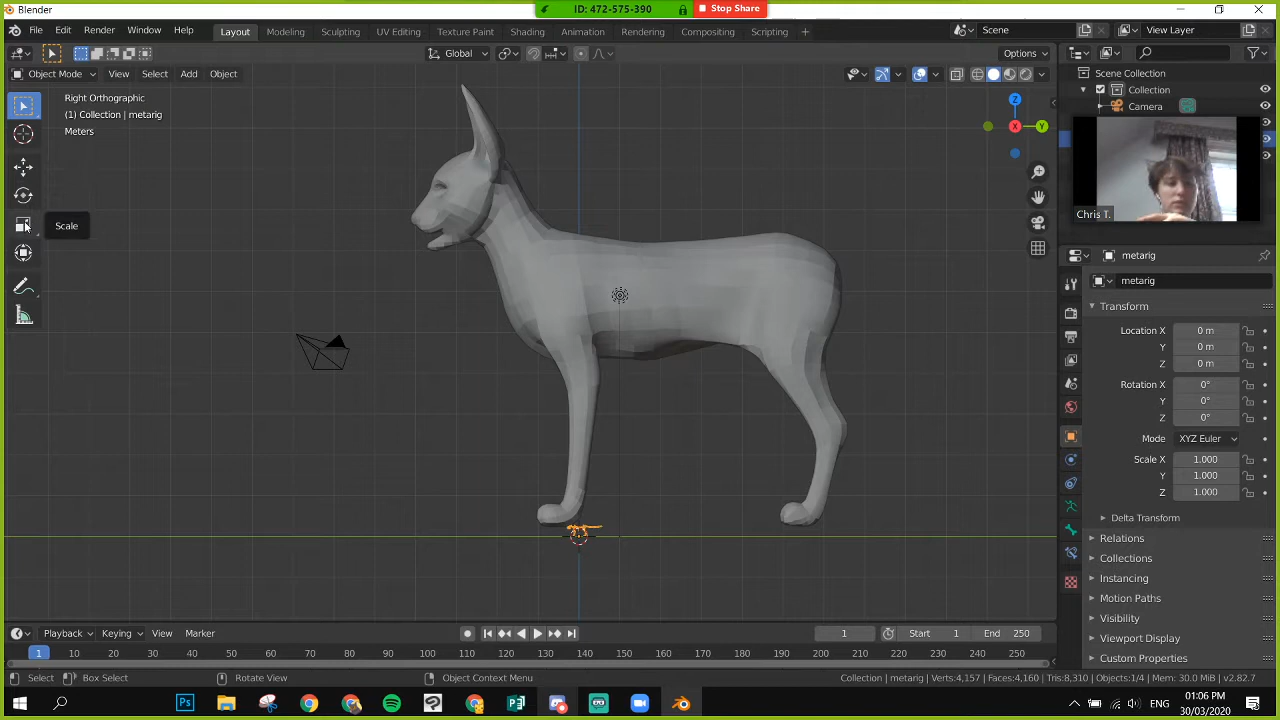 Blender
ID: 472-575-390
Stop Share
File Edit Render Window Help
Layout Modeling Sculpting UV Editing Texture Paint Shading Animation Rendering Compositing Scripting +
Scene
View Layer
Global
Options
Object Mode View Select Add Object
Right Orthographic
(1) Collection | metarig
Meters
Scale
Z
X
Y
Scene Collection
Collection
Camera
Chris T.
metarig
metarig
Transform
Location X 0 m
Y 0 m
Z 0 m
Rotation X 0°
Y 0°
Z 0°
Mode XYZ Euler
Scale X 1.000
Y 1.000
Z 1.000
Delta Transform
Relations
Collections
Instancing
Motion Paths
Visibility
Viewport Display
Custom Properties
Playback Keying View Marker
1
Start 1
End 250
1 10 20 30 40 50 60 70 80 90 100 110 120 130 140 150 160 170 180 190 200 210 220 230 240 250
Select Box Select Rotate View Object Context Menu
Collection | metarig | Verts:4,157 | Faces:4,160 | Tris:8,310 | Objects:1/4 | Mem: 30.0 MiB | v2.82.7
Ps
ENG
01:06 PM
30/03/2020